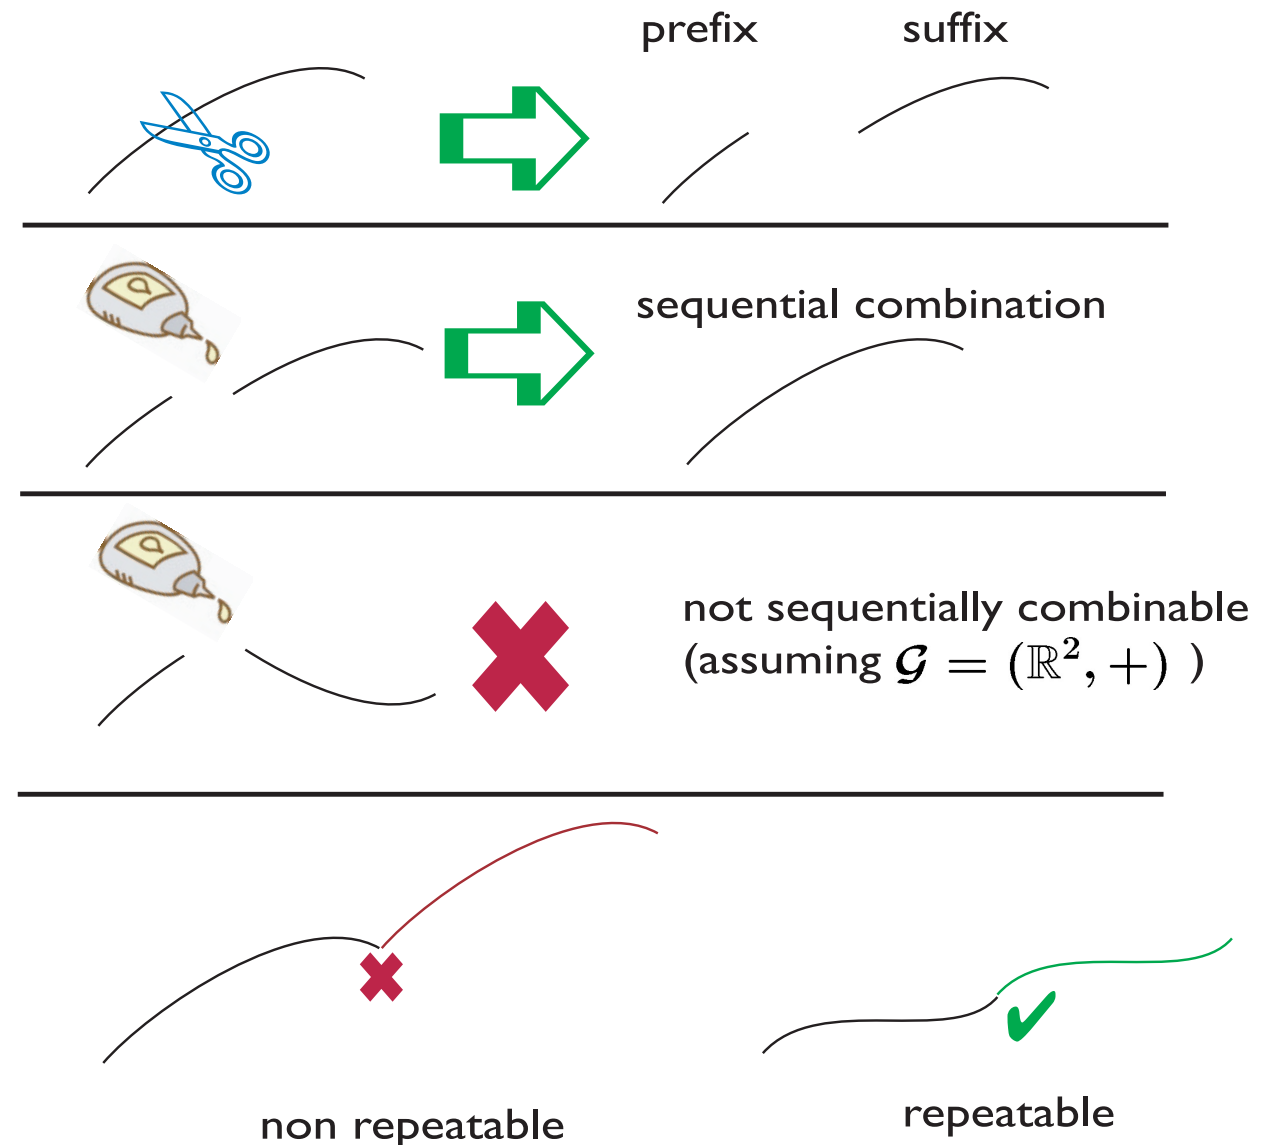 prefix
suffix
sequential combination
not sequentially combinable
(assuming 𝓖 = (ℝ², +) )
non repeatable
repeatable